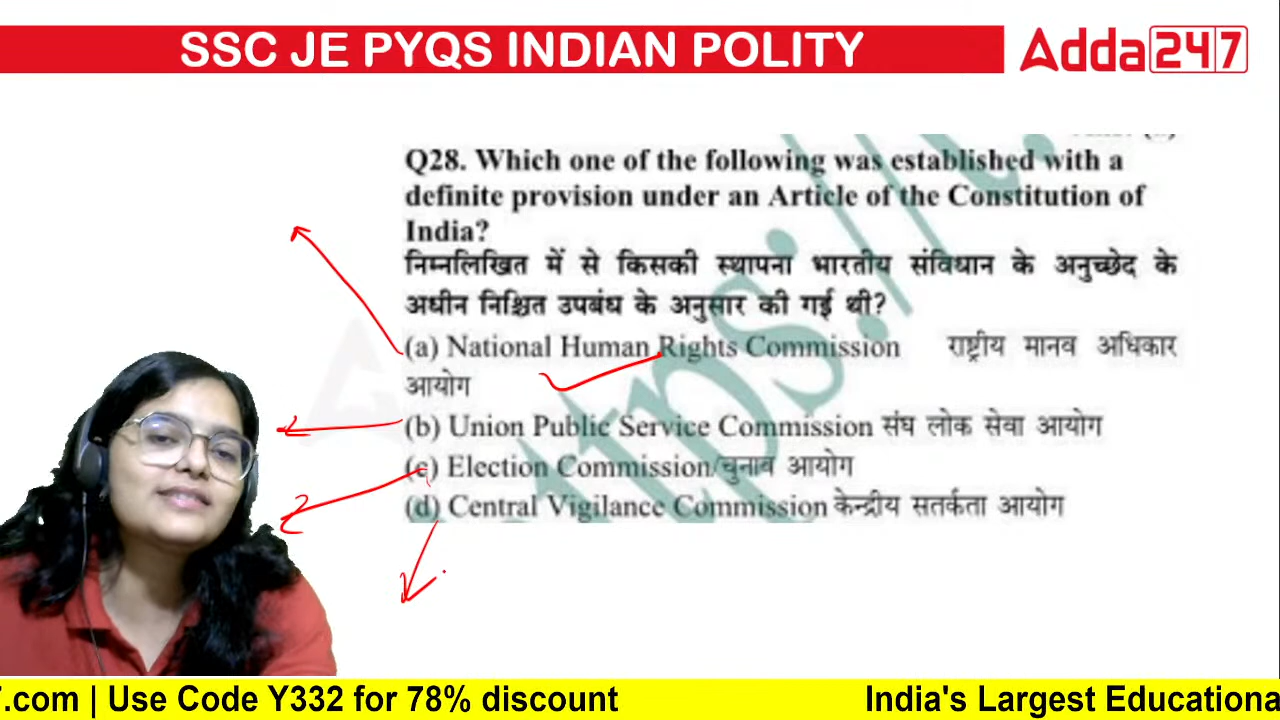 SSC JE PYQS INDIAN POLITY
Adda247
Q28. Which one of the following was established with a
definite provision under an Article of the Constitution of
India?
निम्नलिखित में से किसकी स्थापना भारतीय संविधान के अनुच्छेद के
अधीन निश्चित उपबंध के अनुसार की गई थी?
(a) National Human Rights Commission राष्ट्रीय मानव अधिकार
आयोग
(b) Union Public Service Commission संघ लोक सेवा आयोग
(c) Election Commission/चुनाव आयोग
(d) Central Vigilance Commission केन्द्रीय सतर्कता आयोग
7.com | Use Code Y332 for 78% discount India's Largest Educationa